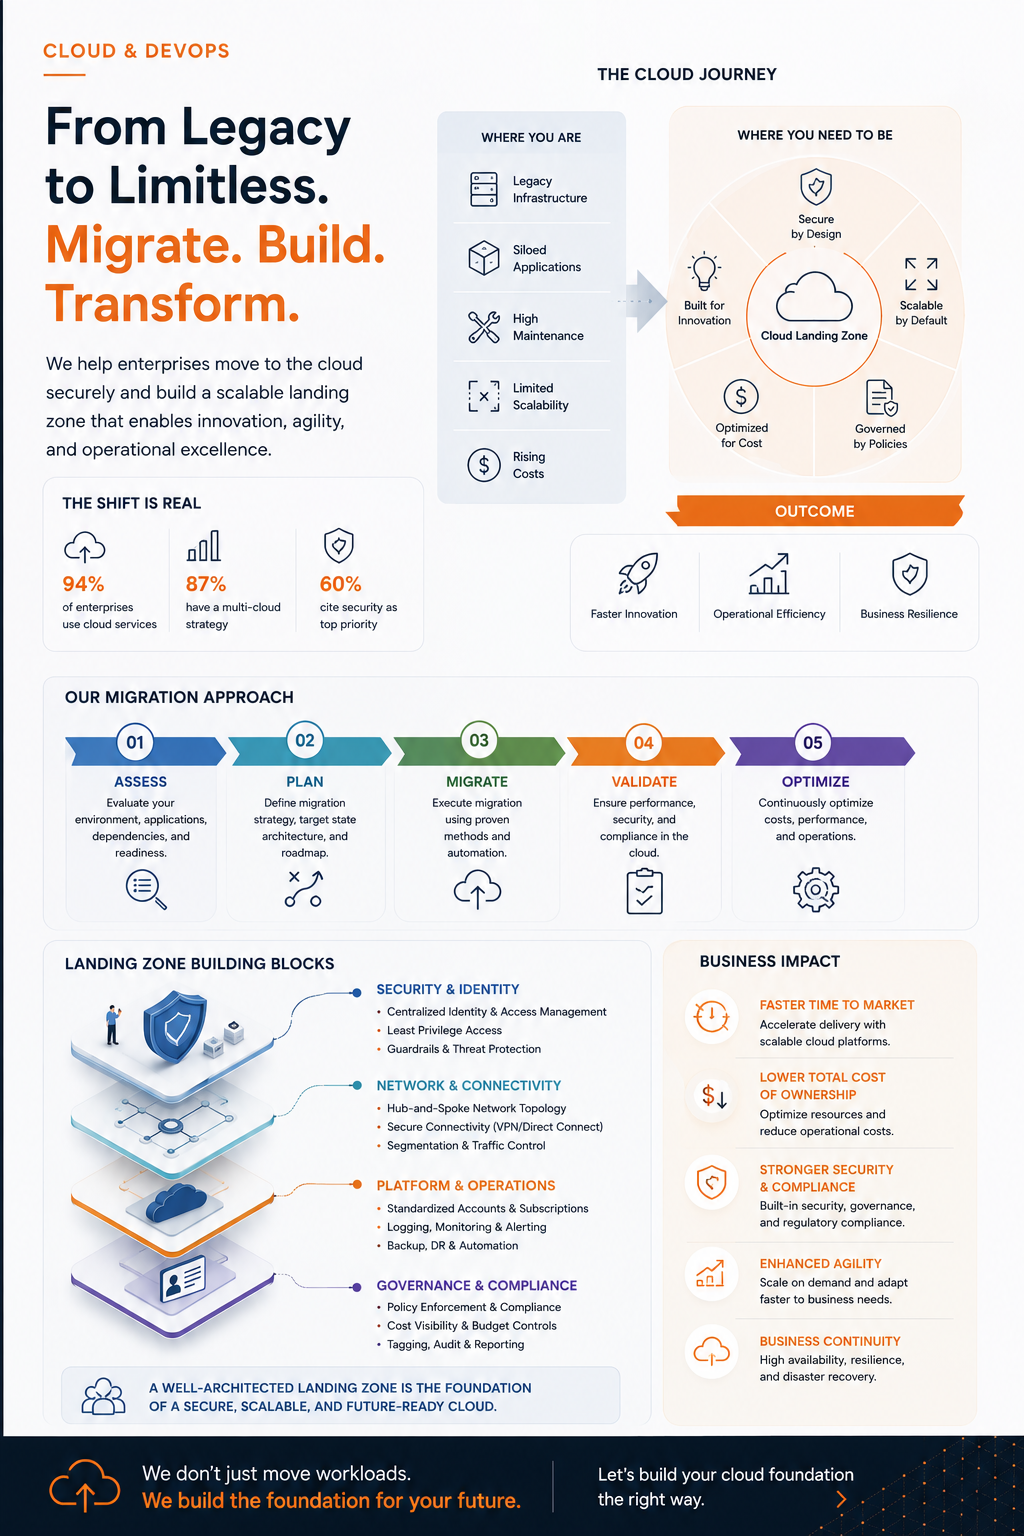 CLOUD & DEVOPS
From Legacy
to Limitless.
Migrate. Build.
Transform.
We help enterprises move to the cloud
securely and build a scalable landing
zone that enables innovation, agility,
and operational excellence.
THE CLOUD JOURNEY
WHERE YOU ARE
Legacy
Infrastructure
Siloed
Applications
High
Maintenance
Limited
Scalability
Rising
Costs
WHERE YOU NEED TO BE
Secure
by Design
Built for
Innovation
Scalable
by Default
Cloud Landing Zone
Optimized
for Cost
Governed
by Policies
THE SHIFT IS REAL
94%
of enterprises
use cloud services
87%
have a multi-cloud
strategy
60%
cite security as
top priority
OUTCOME
Faster Innovation
Operational Efficiency
Business Resilience
OUR MIGRATION APPROACH
01
ASSESS
Evaluate your
environment, applications,
dependencies, and
readiness.
02
PLAN
Define migration
strategy, target state
architecture, and
roadmap.
03
MIGRATE
Execute migration
using proven
methods and
automation.
04
VALIDATE
Ensure performance,
security, and
compliance in the
cloud.
05
OPTIMIZE
Continuously optimize
costs, performance,
and operations.
LANDING ZONE BUILDING BLOCKS
SECURITY & IDENTITY
• Centralized Identity & Access Management
• Least Privilege Access
• Guardrails & Threat Protection
NETWORK & CONNECTIVITY
• Hub-and-Spoke Network Topology
• Secure Connectivity (VPN/Direct Connect)
• Segmentation & Traffic Control
PLATFORM & OPERATIONS
• Standardized Accounts & Subscriptions
• Logging, Monitoring & Alerting
• Backup, DR & Automation
GOVERNANCE & COMPLIANCE
• Policy Enforcement & Compliance
• Cost Visibility & Budget Controls
• Tagging, Audit & Reporting
A WELL-ARCHITECTED LANDING ZONE IS THE FOUNDATION
OF A SECURE, SCALABLE, AND FUTURE-READY CLOUD.
BUSINESS IMPACT
FASTER TIME TO MARKET
Accelerate delivery with
scalable cloud platforms.
LOWER TOTAL COST
OF OWNERSHIP
Optimize resources and
reduce operational costs.
STRONGER SECURITY
& COMPLIANCE
Built-in security, governance,
and regulatory compliance.
ENHANCED AGILITY
Scale on demand and adapt
faster to business needs.
BUSINESS CONTINUITY
High availability, resilience,
and disaster recovery.
We don't just move workloads.
We build the foundation for your future.
Let's build your cloud foundation
the right way.